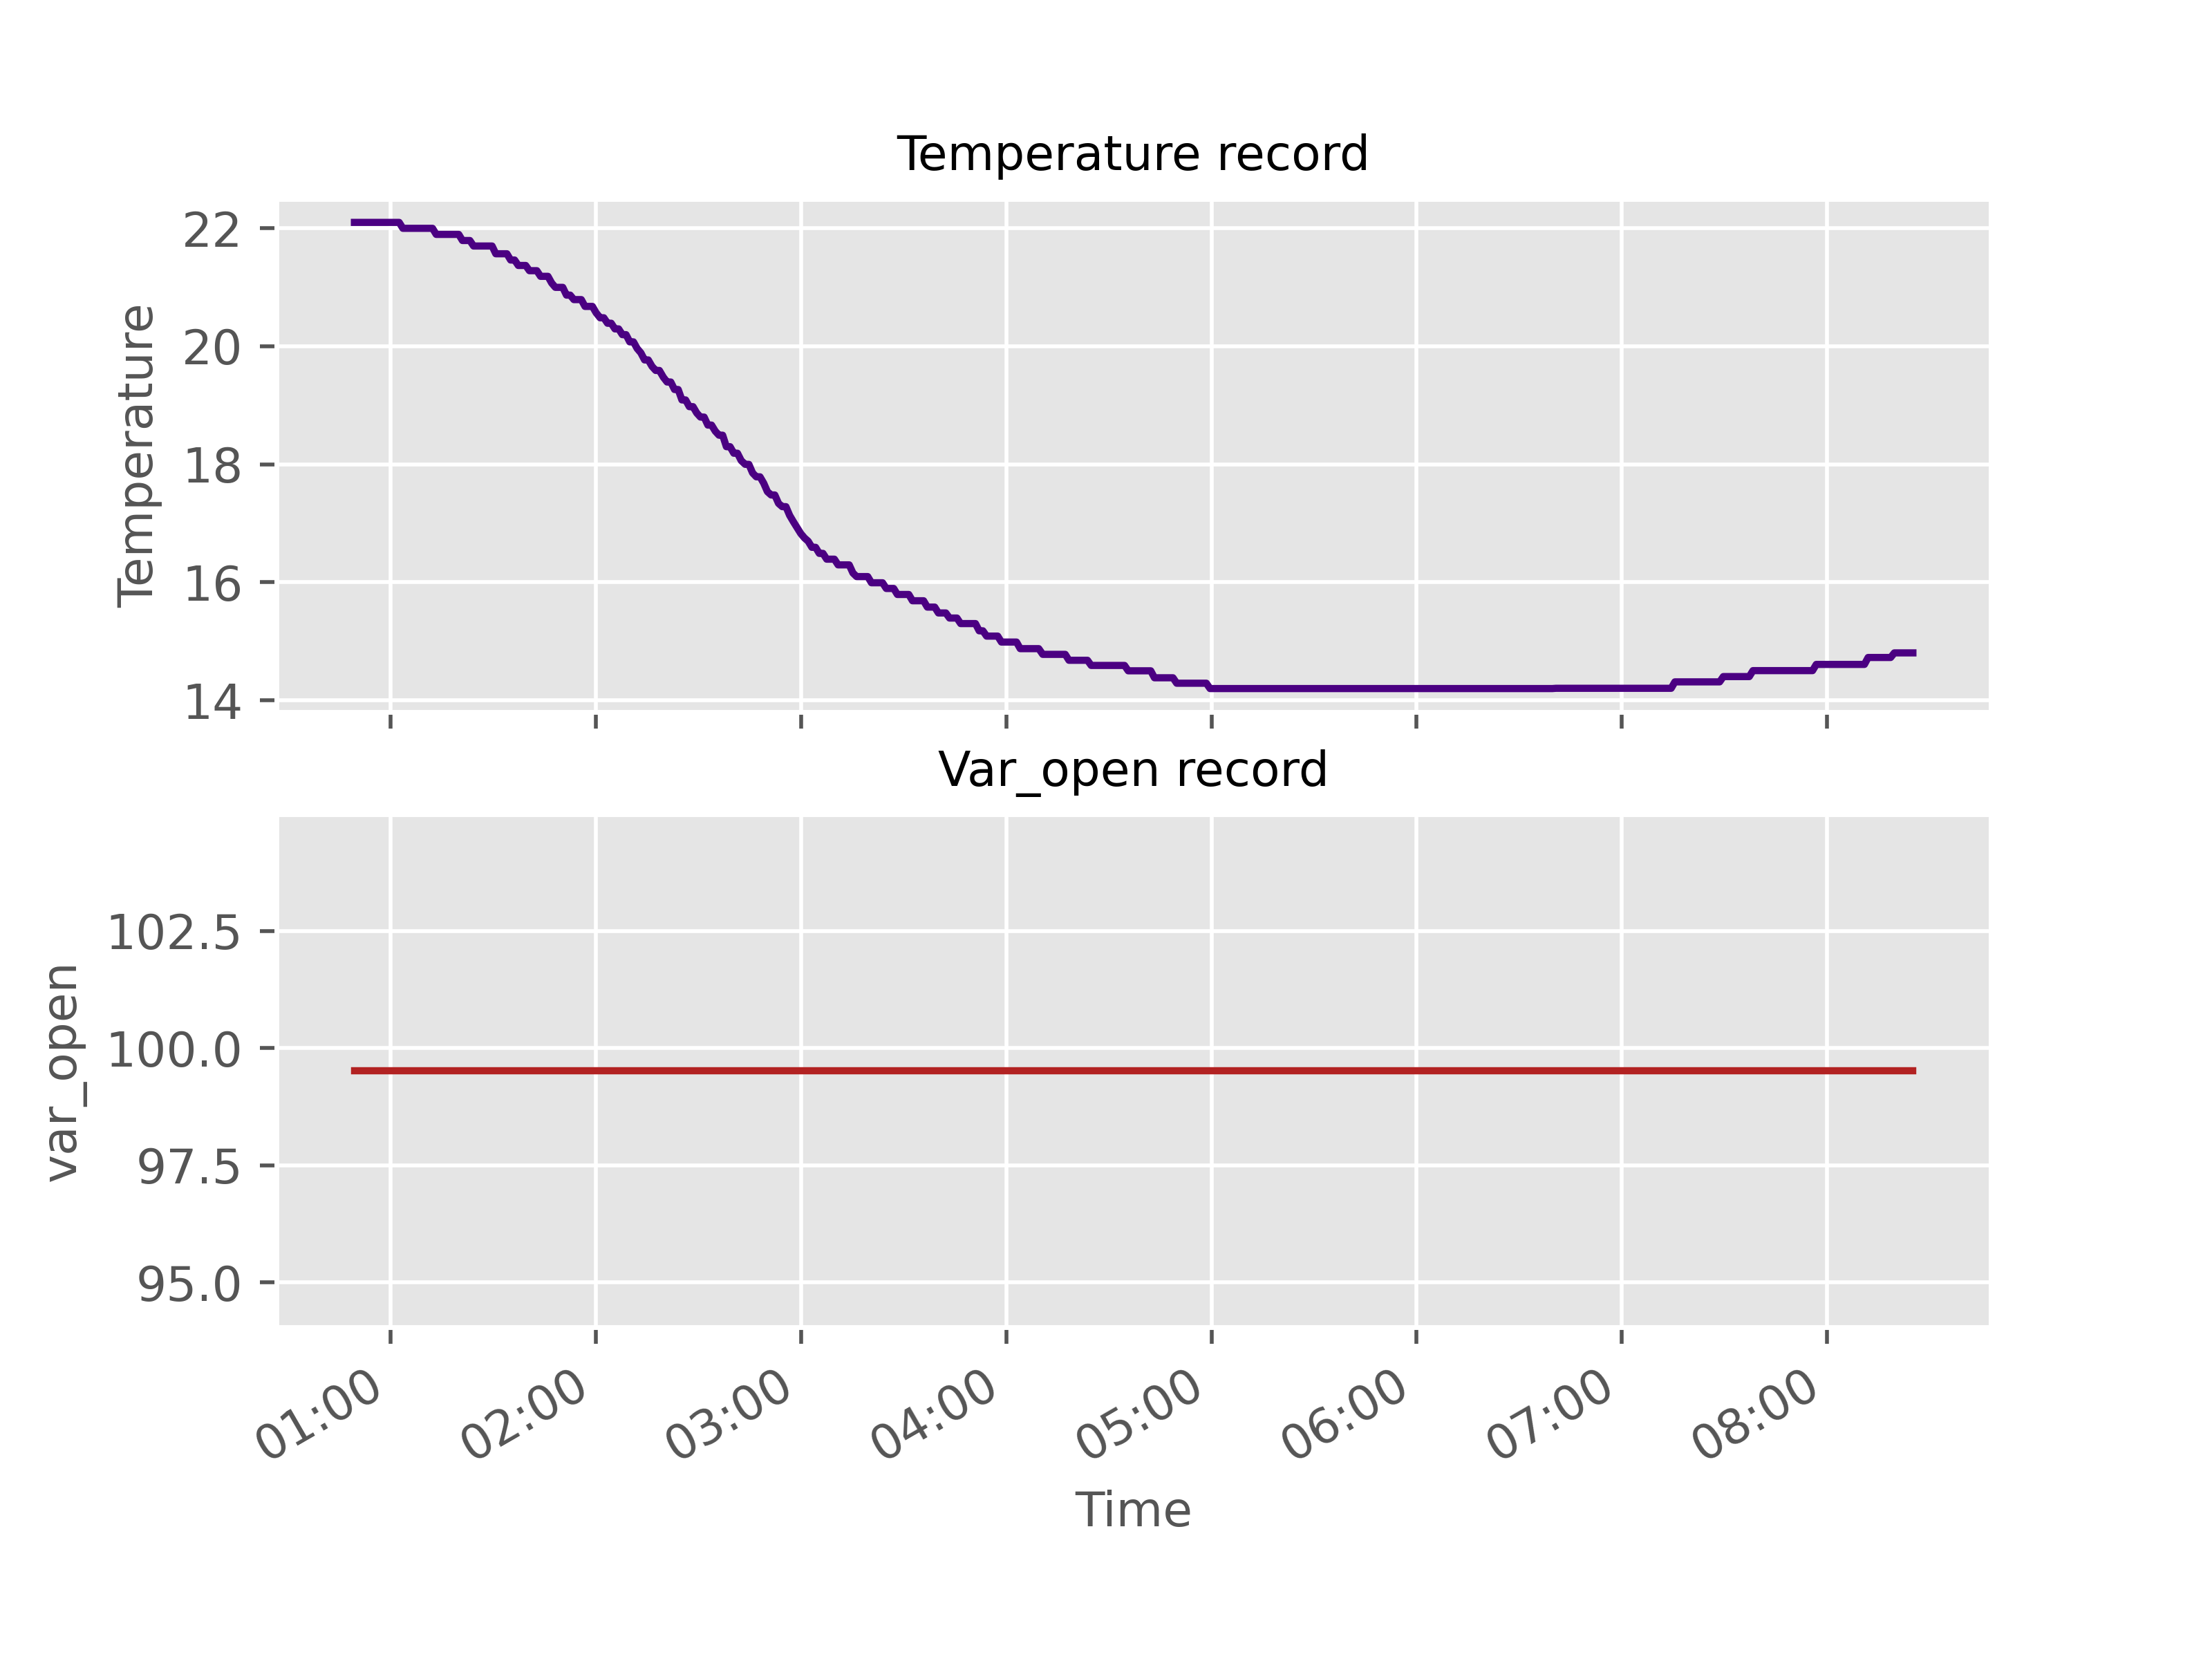 Temperature record
22
20
18
16
14
Temperature
Var_open record
102.5
100.0
97.5
95.0
var_open
01:00 02:00 03:00 04:00 05:00 06:00 07:00 08:00
Time